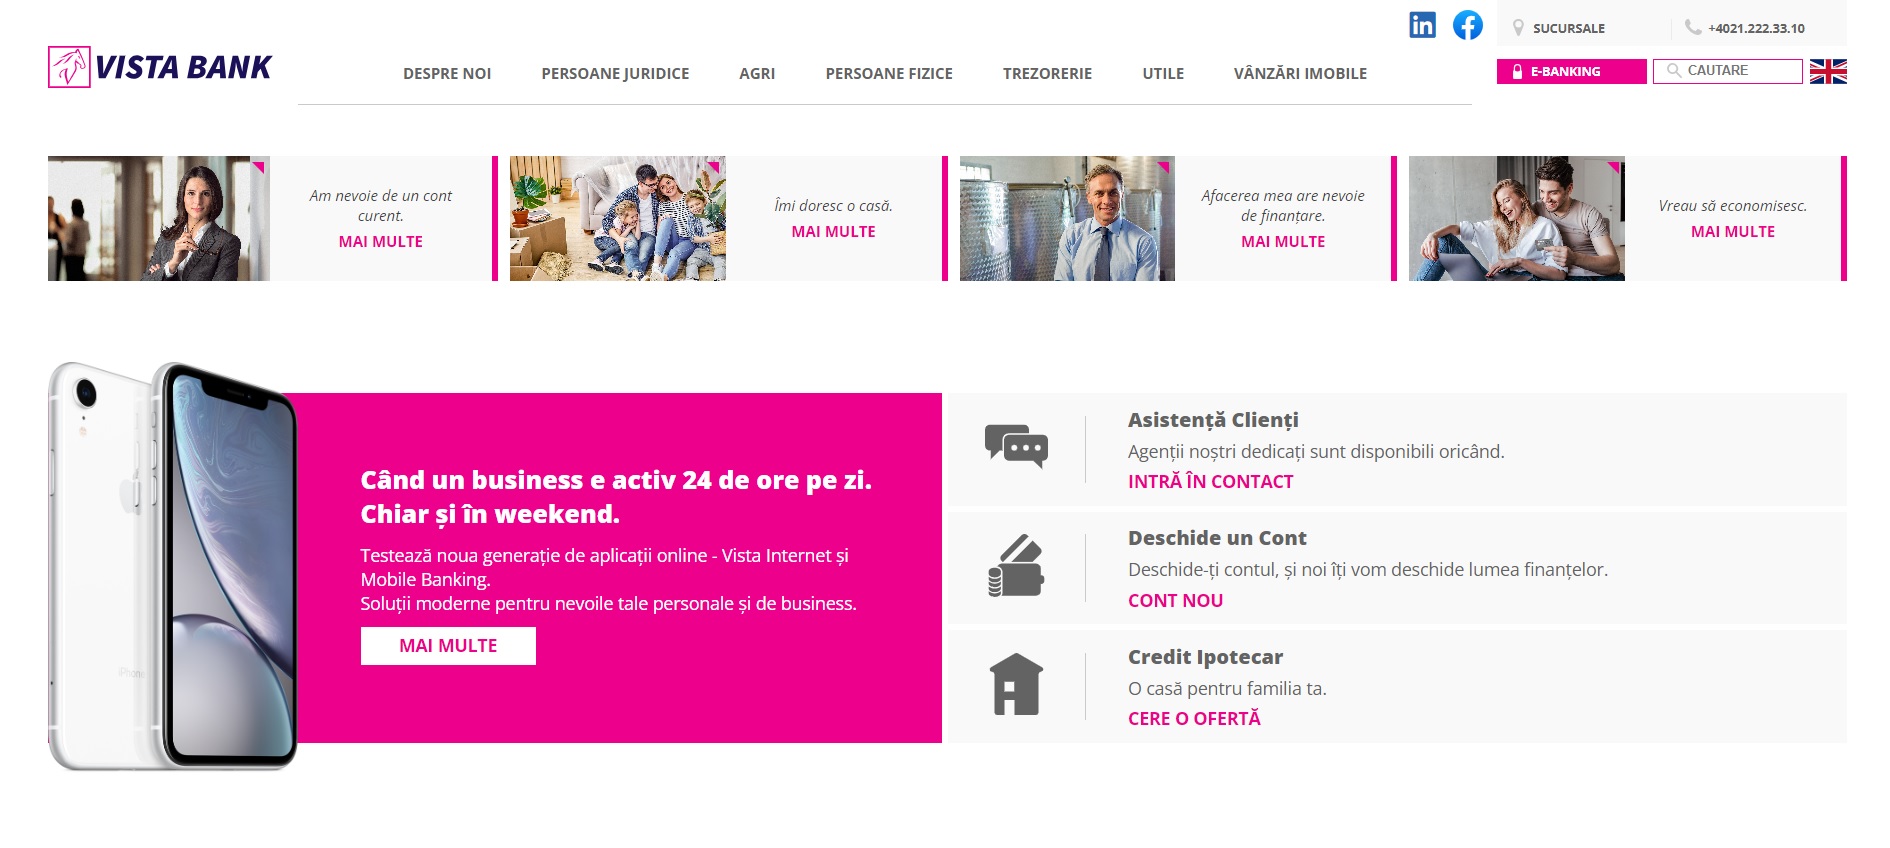 SUCURSALE
+4021.222.33.10
VISTA BANK
DESPRE NOI
PERSOANE JURIDICE
AGRI
PERSOANE FIZICE
TREZORERIE
UTILE
VÂNZĂRI IMOBILE
E-BANKING
CAUTARE
Am nevoie de un cont
curent.
MAI MULTE
Îmi doresc o casă.
MAI MULTE
Afacerea mea are nevoie
de finanțare.
MAI MULTE
Vreau să economisesc.
MAI MULTE
iPhone
Când un business e activ 24 de ore pe zi.
Chiar și în weekend.
Testează noua generație de aplicații online - Vista Internet și
Mobile Banking.
Soluții moderne pentru nevoile tale personale și de business.
MAI MULTE
Asistență Clienți
Agenții noștri dedicați sunt disponibili oricând.
INTRĂ ÎN CONTACT
Deschide un Cont
Deschide-ți contul, și noi îți vom deschide lumea finanțelor.
CONT NOU
Credit Ipotecar
O casă pentru familia ta.
CERE O OFERTĂ